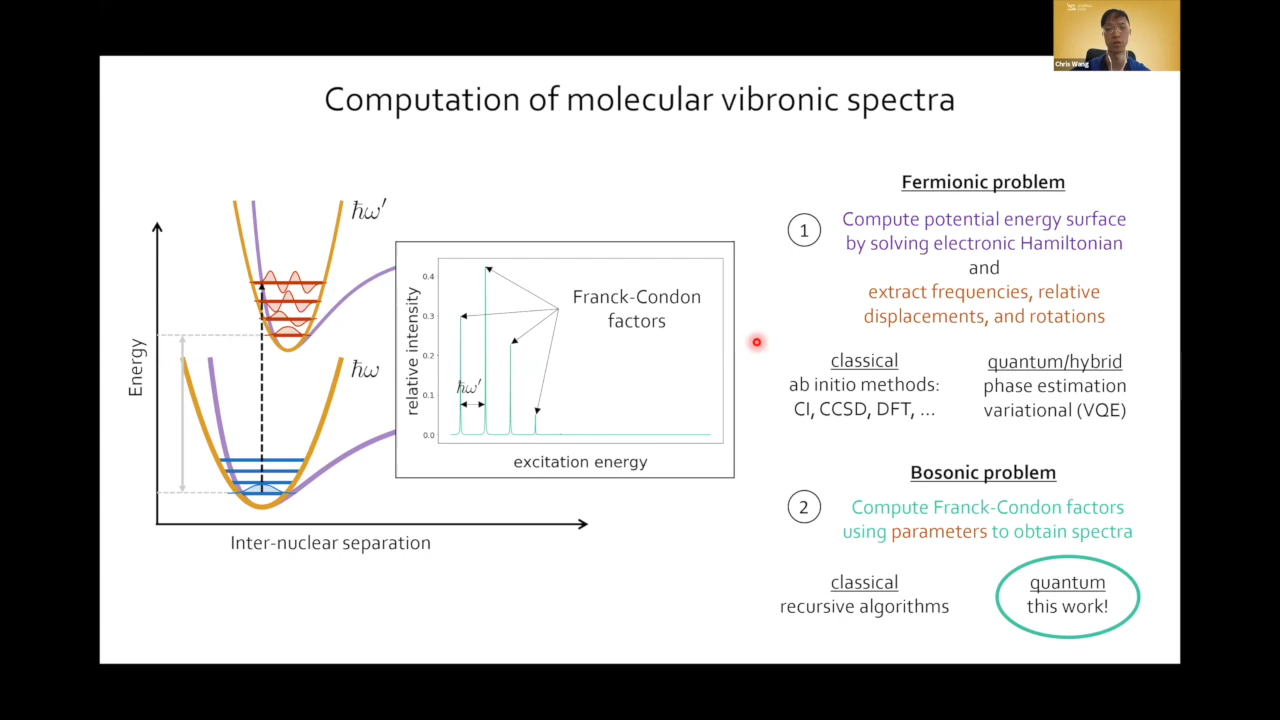 Chris Wang
Computation of molecular vibronic spectra
ħω′
ħω
Energy
Inter-nuclear separation
relative intensity
0.4
0.3
0.2
0.1
0.0
ħω′
Franck-Condon
factors
excitation energy
Fermionic problem
1
Compute potential energy surface
by solving electronic Hamiltonian
and
extract frequencies, relative
displacements, and rotations
classical
ab initio methods:
CI, CCSD, DFT, ...
quantum/hybrid
phase estimation
variational (VQE)
Bosonic problem
2
Compute Franck-Condon factors
using parameters to obtain spectra
classical
recursive algorithms
quantum
this work!